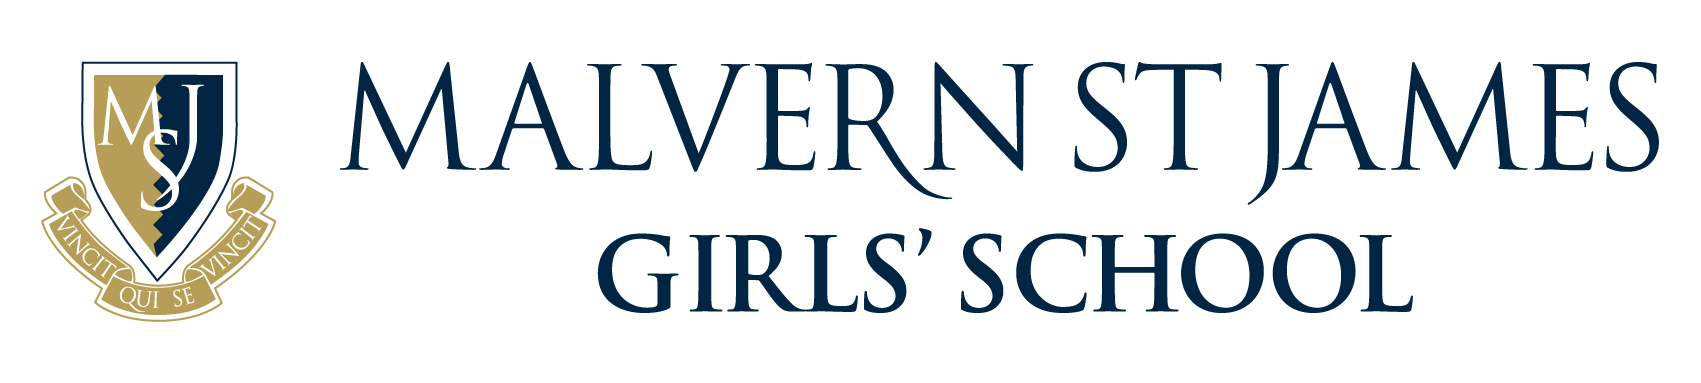 MSJ
VINCIT QUI SE VINCIT
MALVERN ST JAMES
GIRLS’ SCHOOL